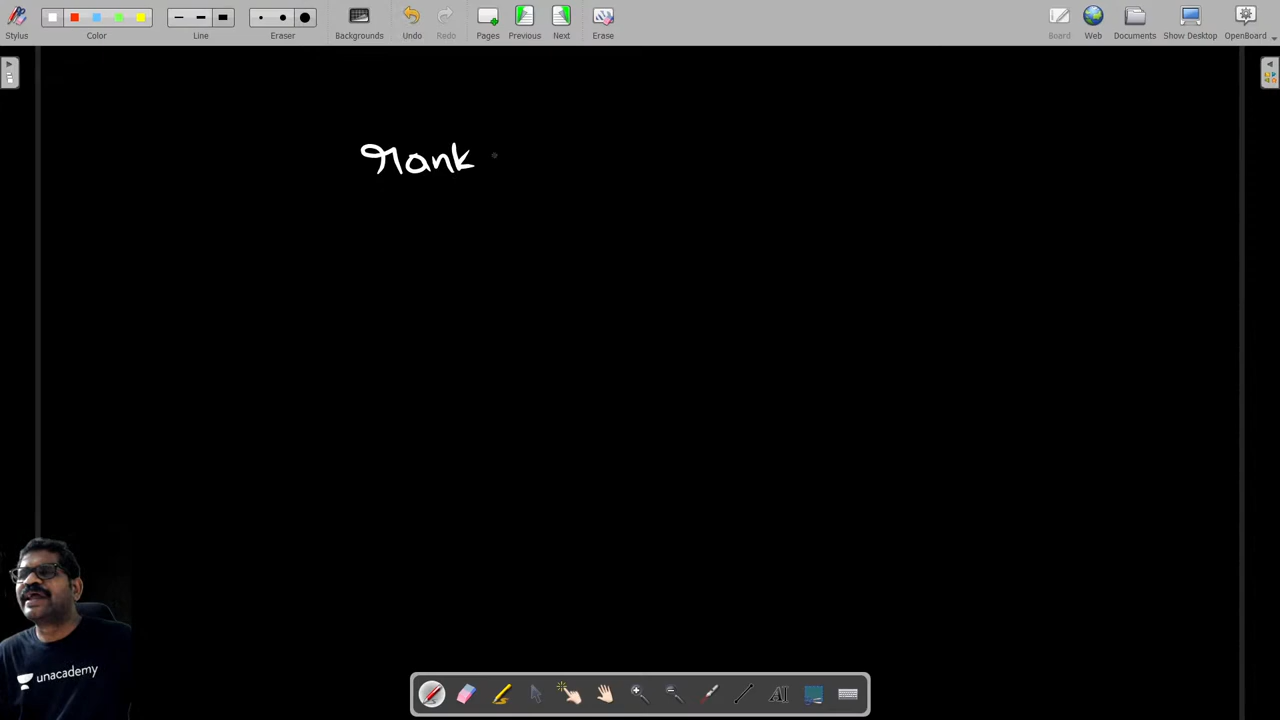 Stylus Color Line Eraser Backgrounds Undo Redo Pages Previous Next Erase Board Web Documents Show Desktop OpenBoard
rank
unacademy
AI